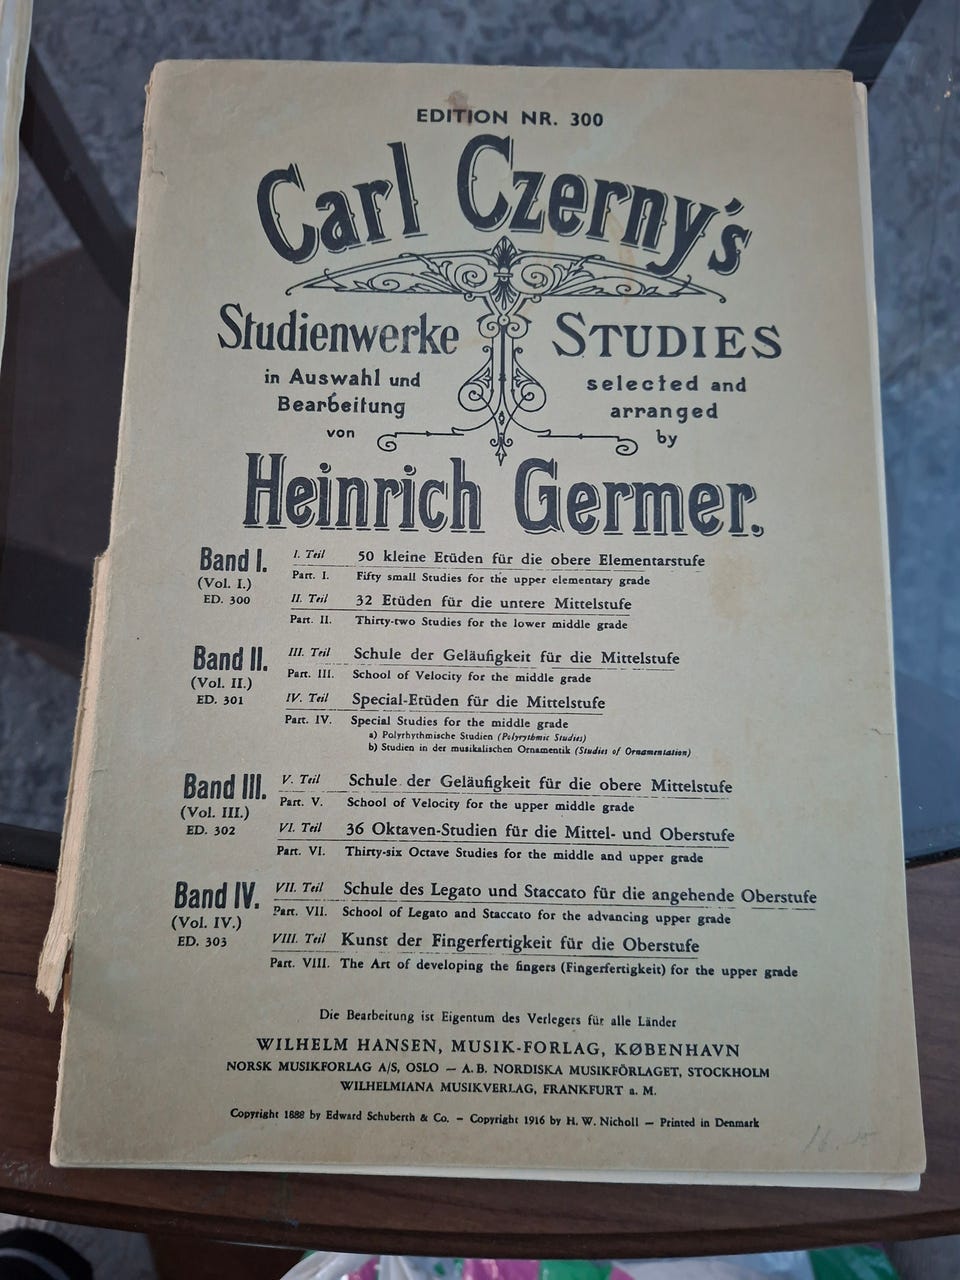 EDITION NR. 300
Carl Czerny's
Studienwerke
in Auswahl und
Bearbeitung
von
STUDIES
selected and
arranged
by
Heinrich Germer.
Band I.
(Vol. I.)
ED. 300
I. Teil 50 kleine Etüden für die obere Elementarstufe
Part. I. Fifty small Studies for the upper elementary grade
II. Teil 32 Etüden für die untere Mittelstufe
Part. II. Thirty-two Studies for the lower middle grade
Band II.
(Vol. II.)
ED. 301
III. Teil Schule der Geläufigkeit für die Mittelstufe
Part. III. School of Velocity for the middle grade
IV. Teil Special-Etüden für die Mittelstufe
Part. IV. Special Studies for the middle grade
a) Polyrhythmische Studien (Polyrytbmic Studies)
b) Studien in der musikalischen Ornamentik (Studies of Ornamentation)
Band III.
(Vol. III.)
ED. 302
V. Teil Schule der Geläufigkeit für die obere Mittelstufe
Part. V. School of Velocity for the upper middle grade
VI. Teil 36 Oktaven-Studien für die Mittel- und Oberstufe
Part. VI. Thirty-six Octave Studies for the middle and upper grade
Band IV.
(Vol. IV.)
ED. 303
VII. Teil Schule des Legato und Staccato für die angehende Oberstufe
Part. VII. School of Legato and Staccato for the advancing upper grade
VIII. Teil Kunst der Fingerfertigkeit für die Oberstufe
Part. VIII. The Art of developing the fingers (Fingerfertigkeit) for the upper grade
Die Bearbeitung ist Eigentum des Verlegers für alle Länder
WILHELM HANSEN, MUSIK-FORLAG, KØBENHAVN
NORSK MUSIKFORLAG A/S, OSLO — A. B. NORDISKA MUSIKFÖRLAGET, STOCKHOLM
WILHELMIANA MUSIKVERLAG, FRANKFURT a. M.
Copyright 1888 by Edward Schuberth & Co. – Copyright 1916 by H. W. Nicholl — Printed in Denmark